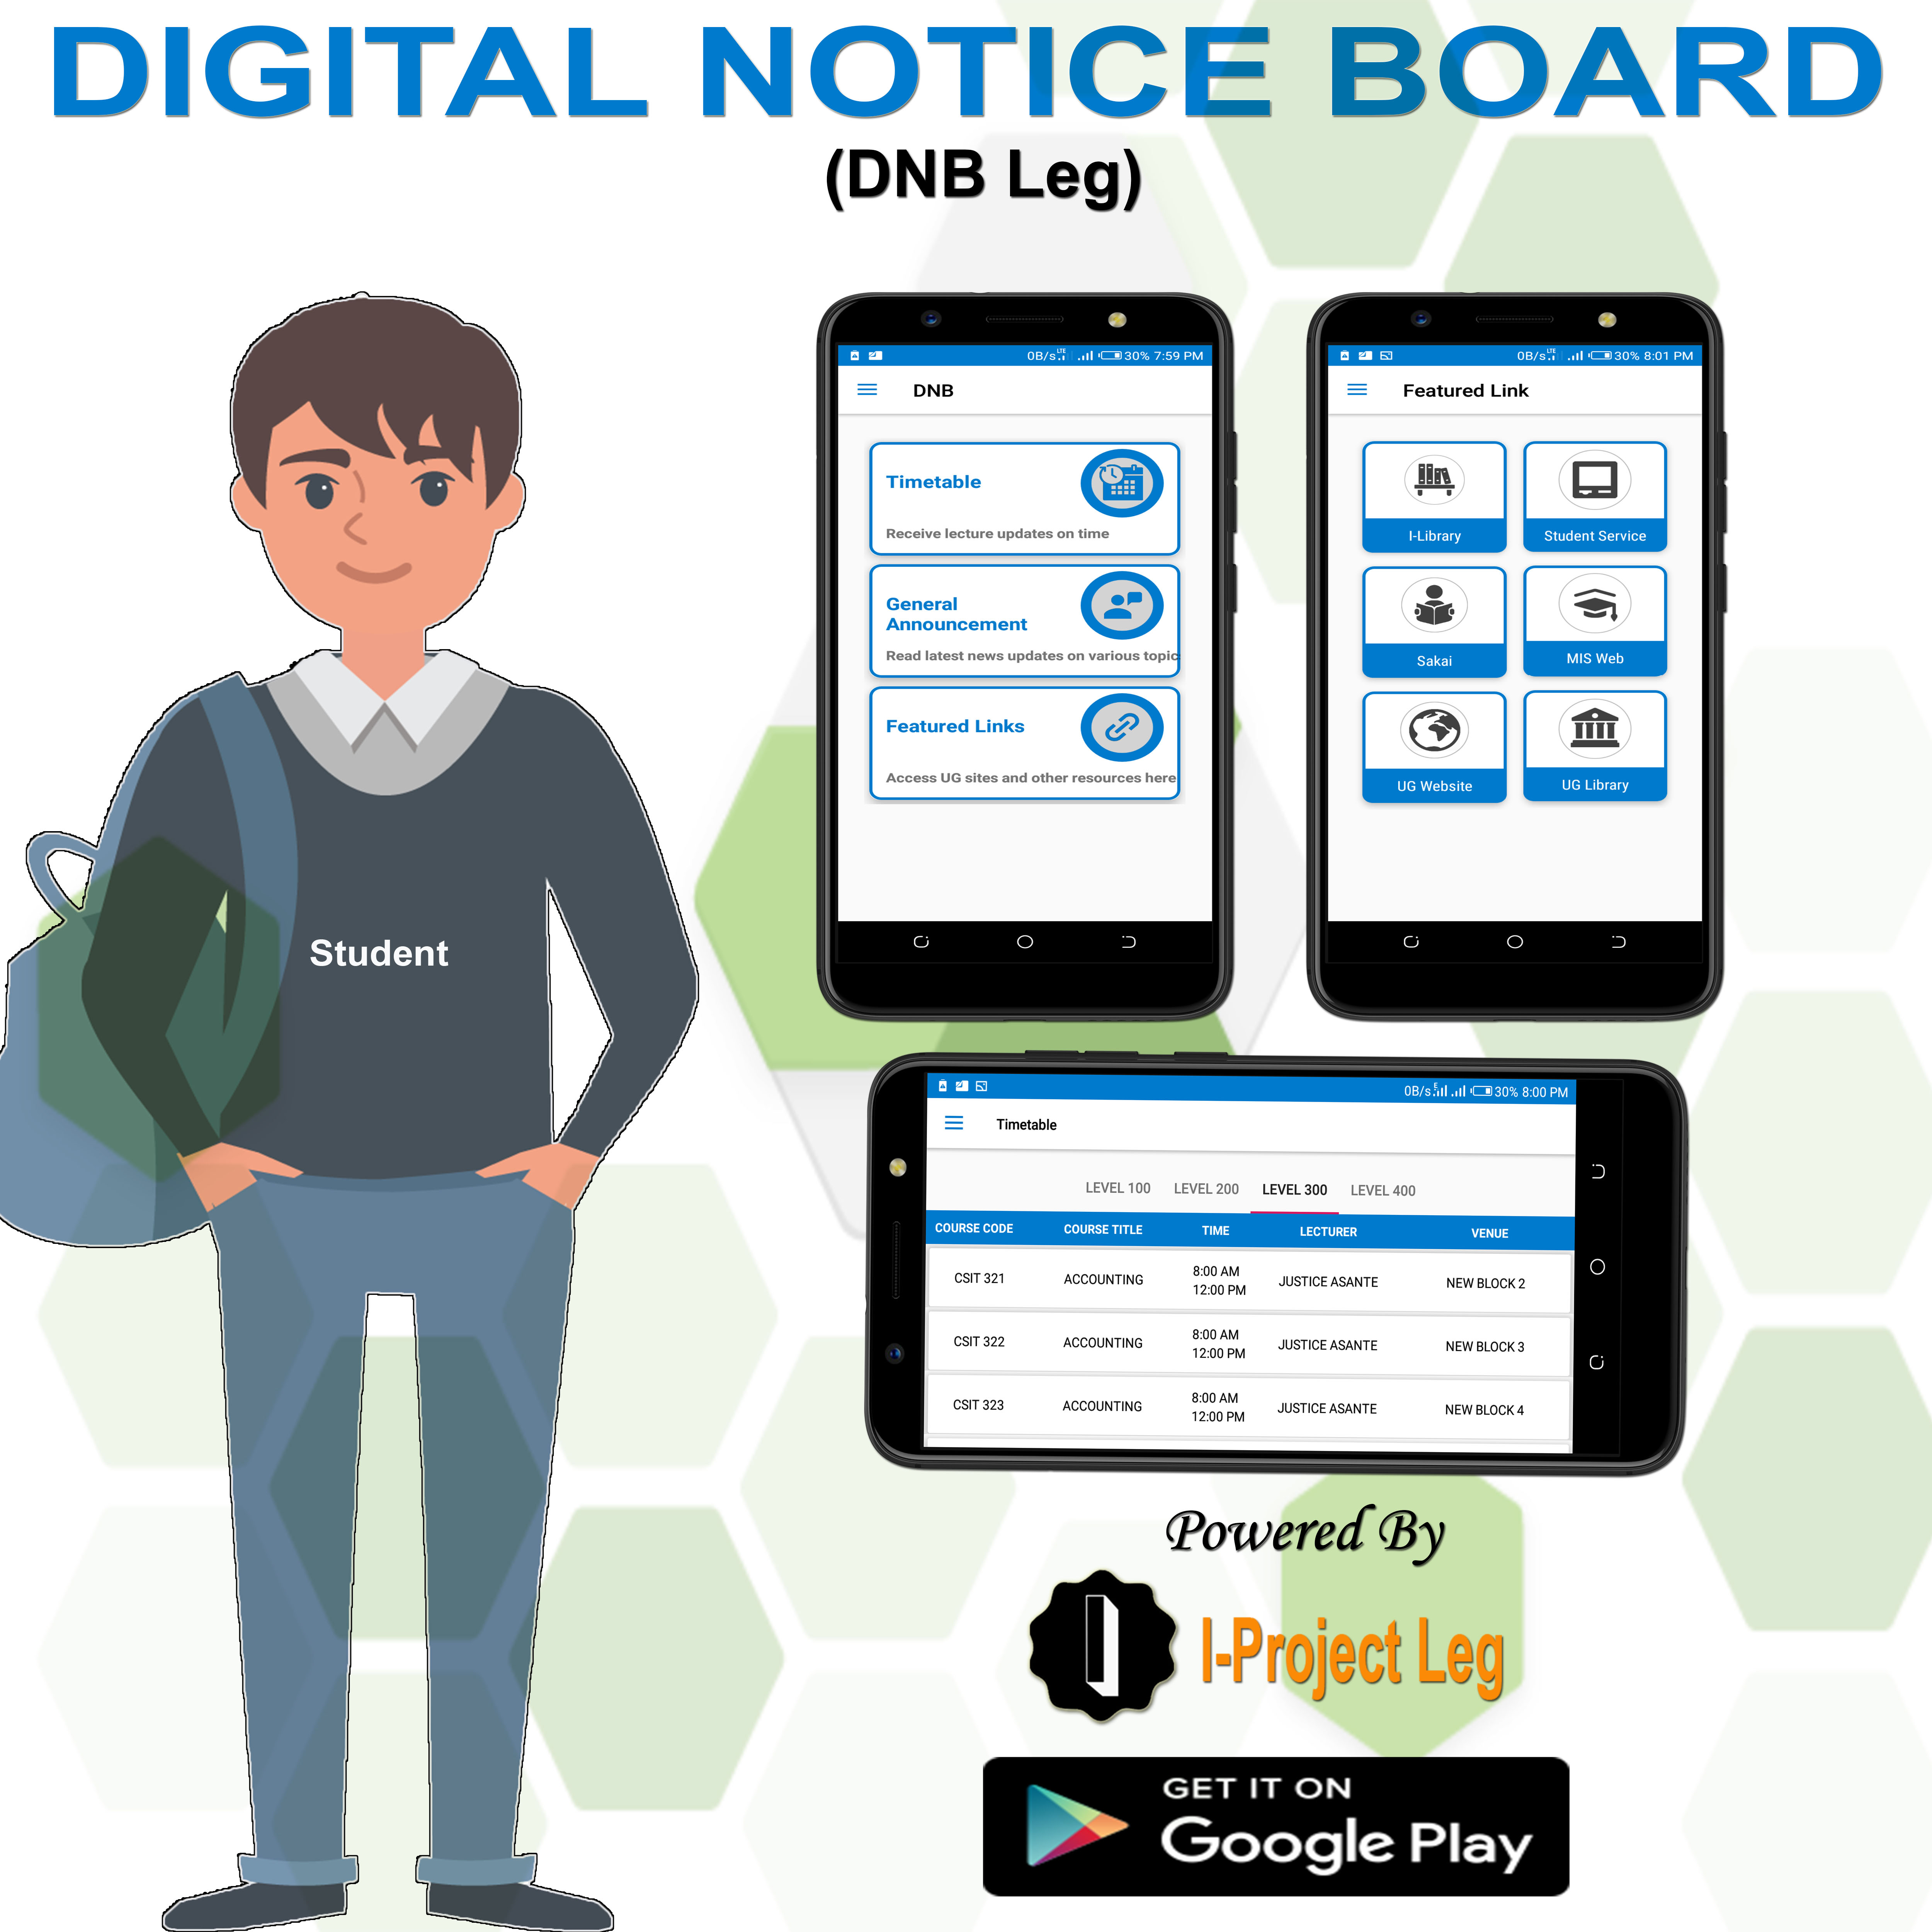 DIGITAL NOTICE BOARD
(DNB Leg)
Student
0B/s LTE 30% 7:59 PM
DNB
Timetable
Receive lecture updates on time
General
Announcement
Read latest news updates on various topic
Featured Links
Access UG sites and other resources here
0B/s LTE 30% 8:01 PM
Featured Link
I-Library
Student Service
Sakai
MIS Web
UG Website
UG Library
0B/s E 30% 8:00 PM
Timetable
LEVEL 100 LEVEL 200 LEVEL 300 LEVEL 400
COURSE CODE COURSE TITLE TIME LECTURER VENUE
CSIT 321 ACCOUNTING 8:00 AM 12:00 PM JUSTICE ASANTE NEW BLOCK 2
CSIT 322 ACCOUNTING 8:00 AM 12:00 PM JUSTICE ASANTE NEW BLOCK 3
CSIT 323 ACCOUNTING 8:00 AM 12:00 PM JUSTICE ASANTE NEW BLOCK 4
Powered By
I-Project Leg
GET IT ON
Google Play